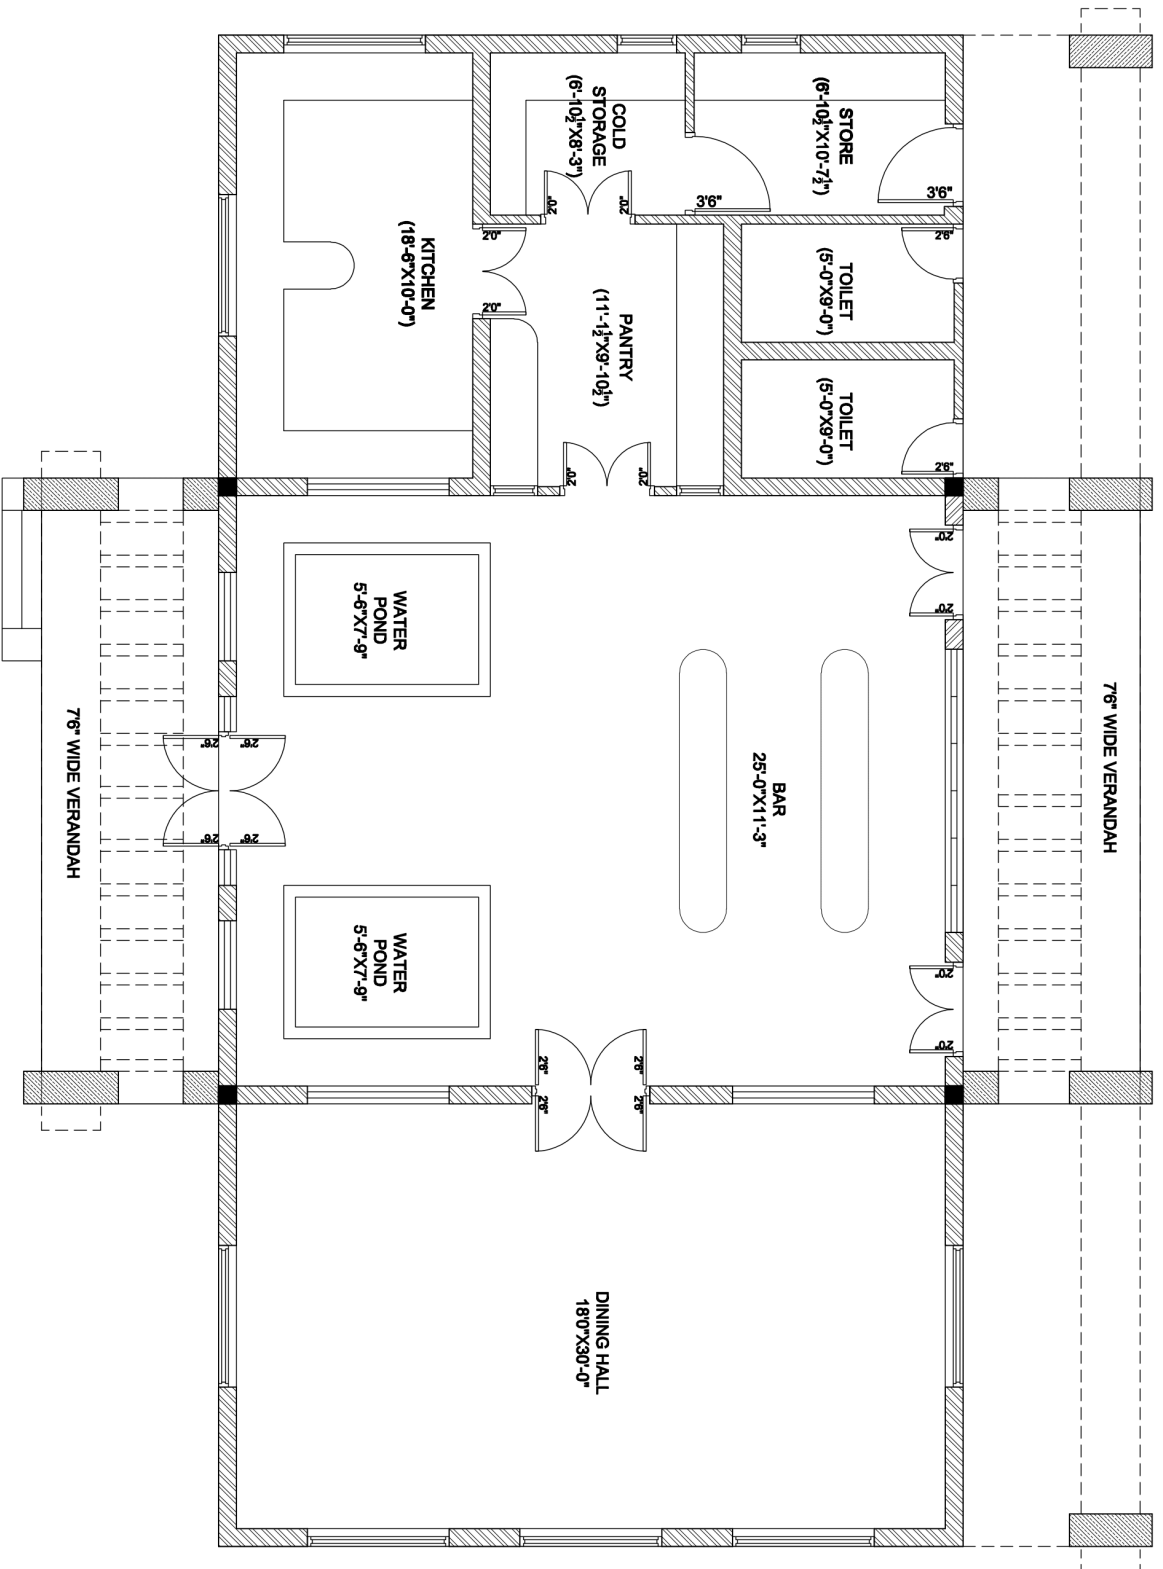 STORE
(6'-10½"X10'-7½")
3'6"
3'6"
COLD
STORAGE
(6'-10½"X8'-3")
2'0"
2'0"
TOILET
(5'-0"X9'-0")
2'6"
TOILET
(5'-0"X9'-0")
2'6"
PANTRY
(11'-1½"X9'-10½")
2'0"
2'0"
KITCHEN
(18'-6"X10'-0")
2'0"
2'0"
7'6" WIDE VERANDAH
2'0"
2'0"
BAR
25'-0"X11'-3"
2'0"
2'0"
WATER
POND
5'-6"X7'-9"
WATER
POND
5'-6"X7'-9"
2'6"
2'6"
2'6"
2'6"
7'6" WIDE VERANDAH
2'6"
2'6"
2'6"
2'6"
DINING HALL
18'0"X30'-0"